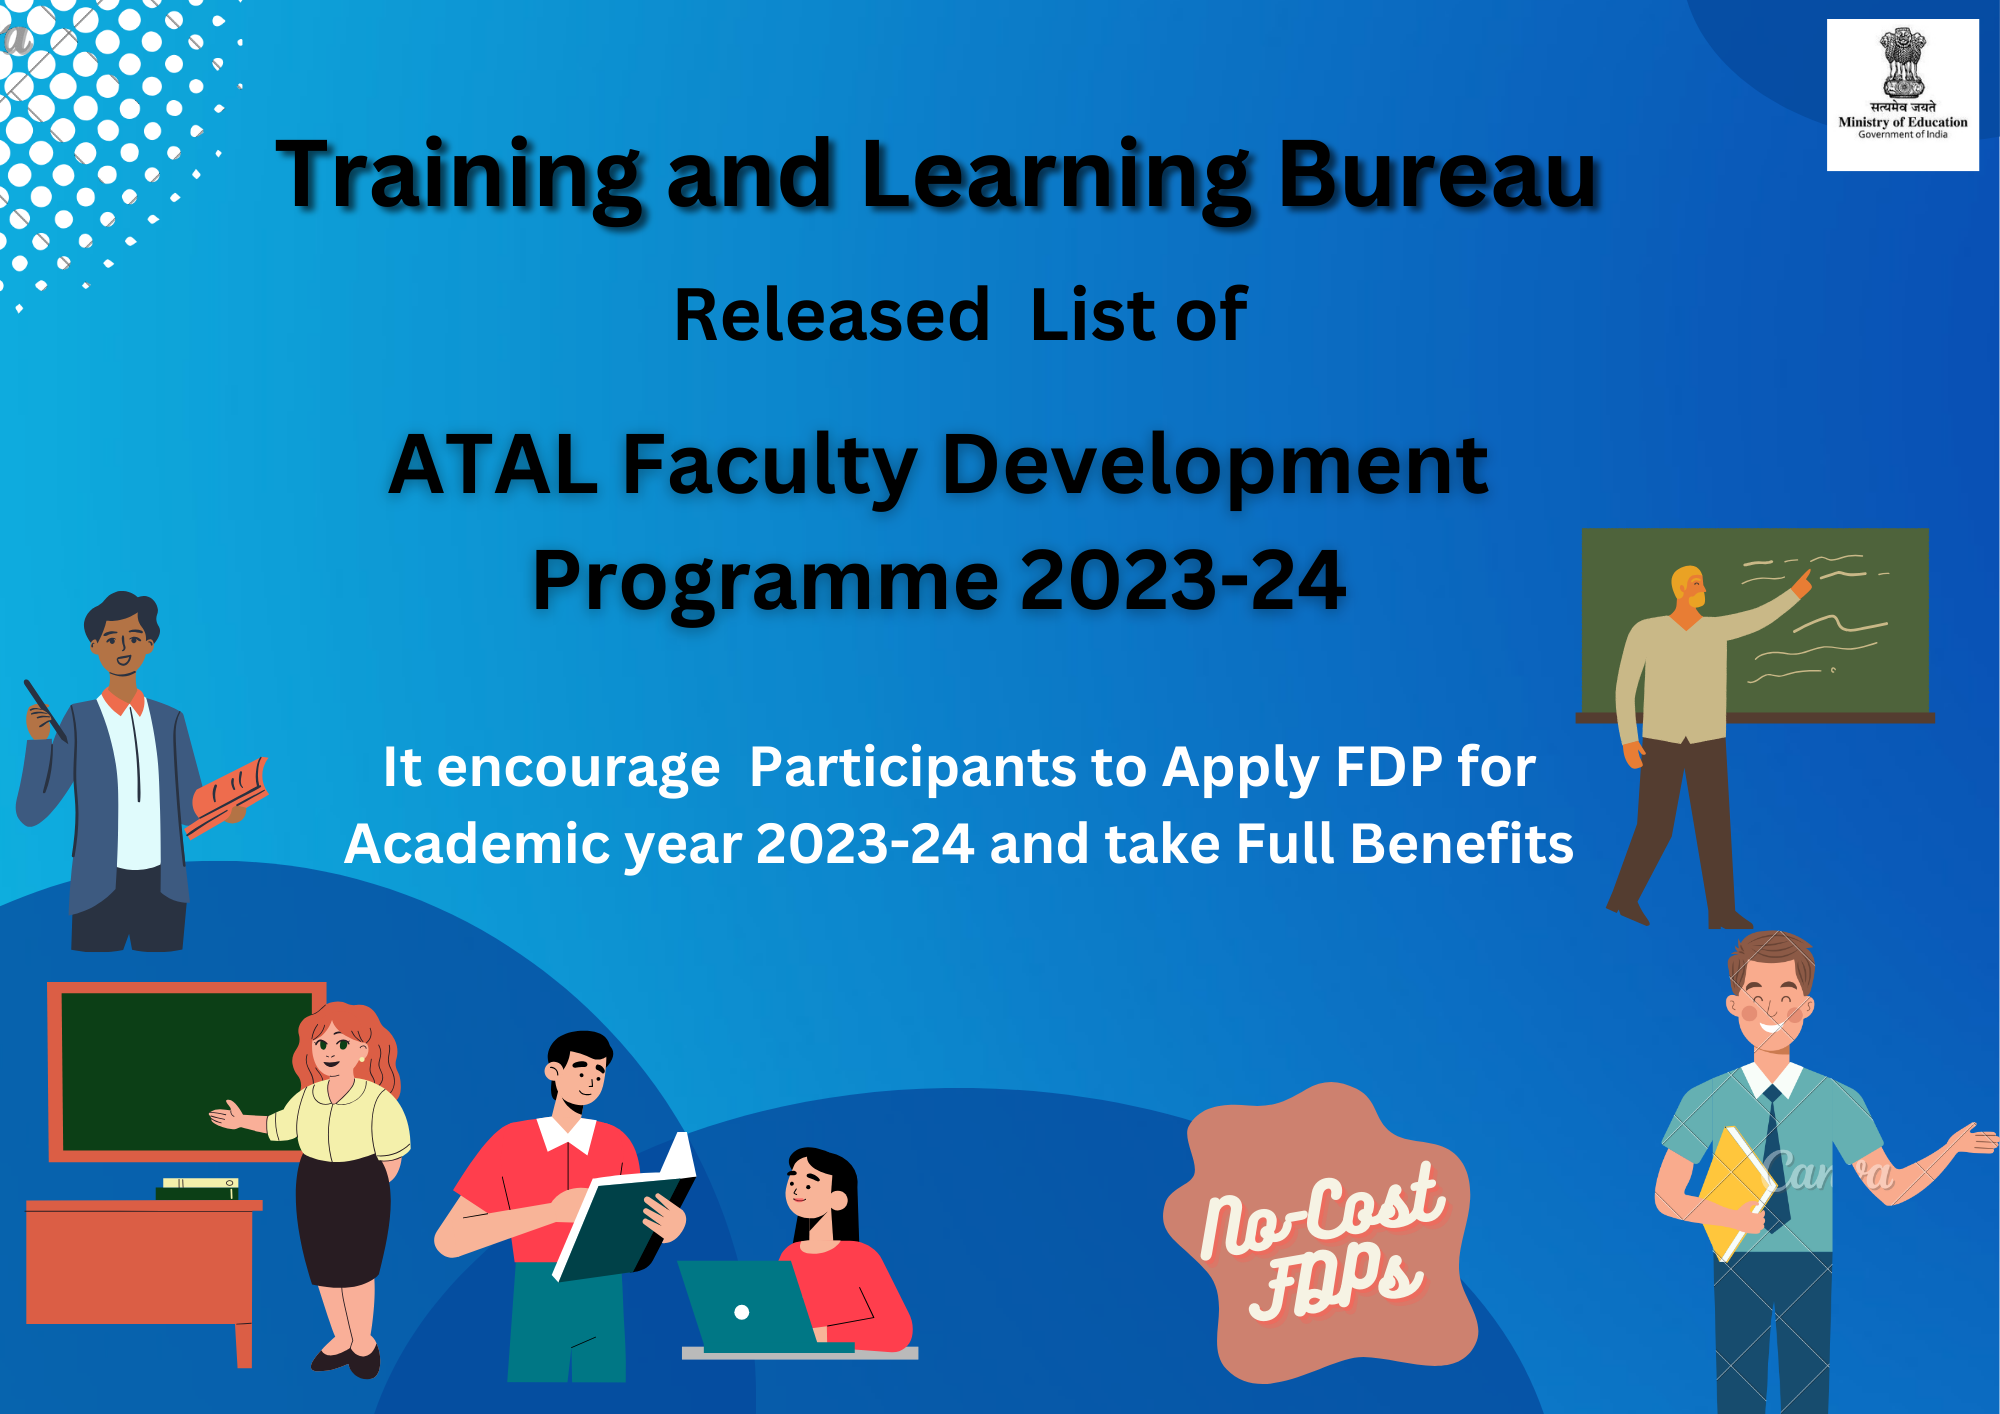 सत्यमेव जयते
Ministry of Education
Government of India
Training and Learning Bureau
Released List of
ATAL Faculty Development
Programme 2023-24
It encourage Participants to Apply FDP for
Academic year 2023-24 and take Full Benefits
No-Cost
FDPs
Canva